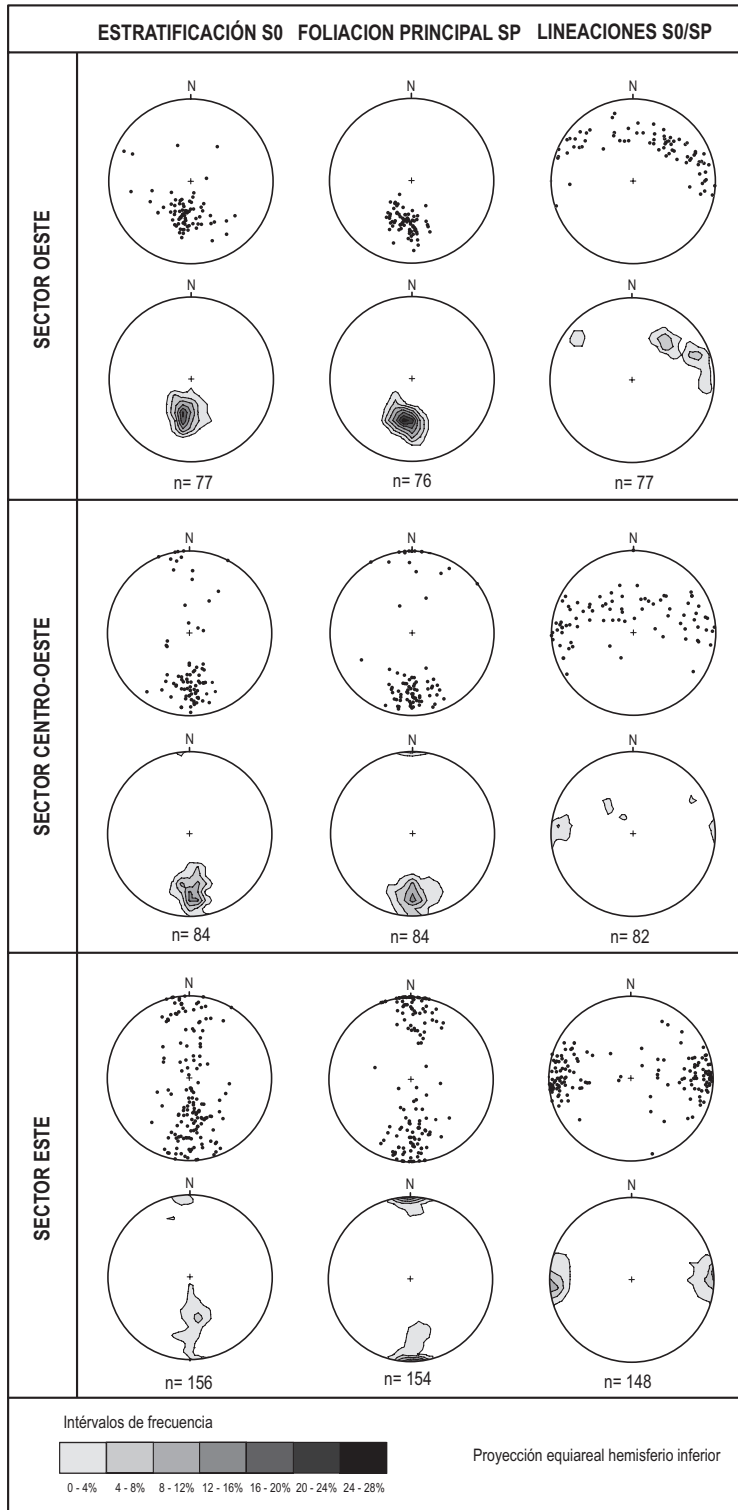 ESTRATIFICACIÓN S0 FOLIACION PRINCIPAL SP LINEACIONES S0/SP
SECTOR OESTE
N N N
N N N
n= 77 n= 76 n= 77
SECTOR CENTRO-OESTE
N N N
N N N
n= 84 n= 84 n= 82
SECTOR ESTE
N N N
N N N
n= 156 n= 154 n= 148
Intérvalos de frecuencia
0 - 4% 4 - 8% 8 - 12% 12 - 16% 16 - 20% 20 - 24% 24 - 28%
Proyección equiareal hemisferio inferior